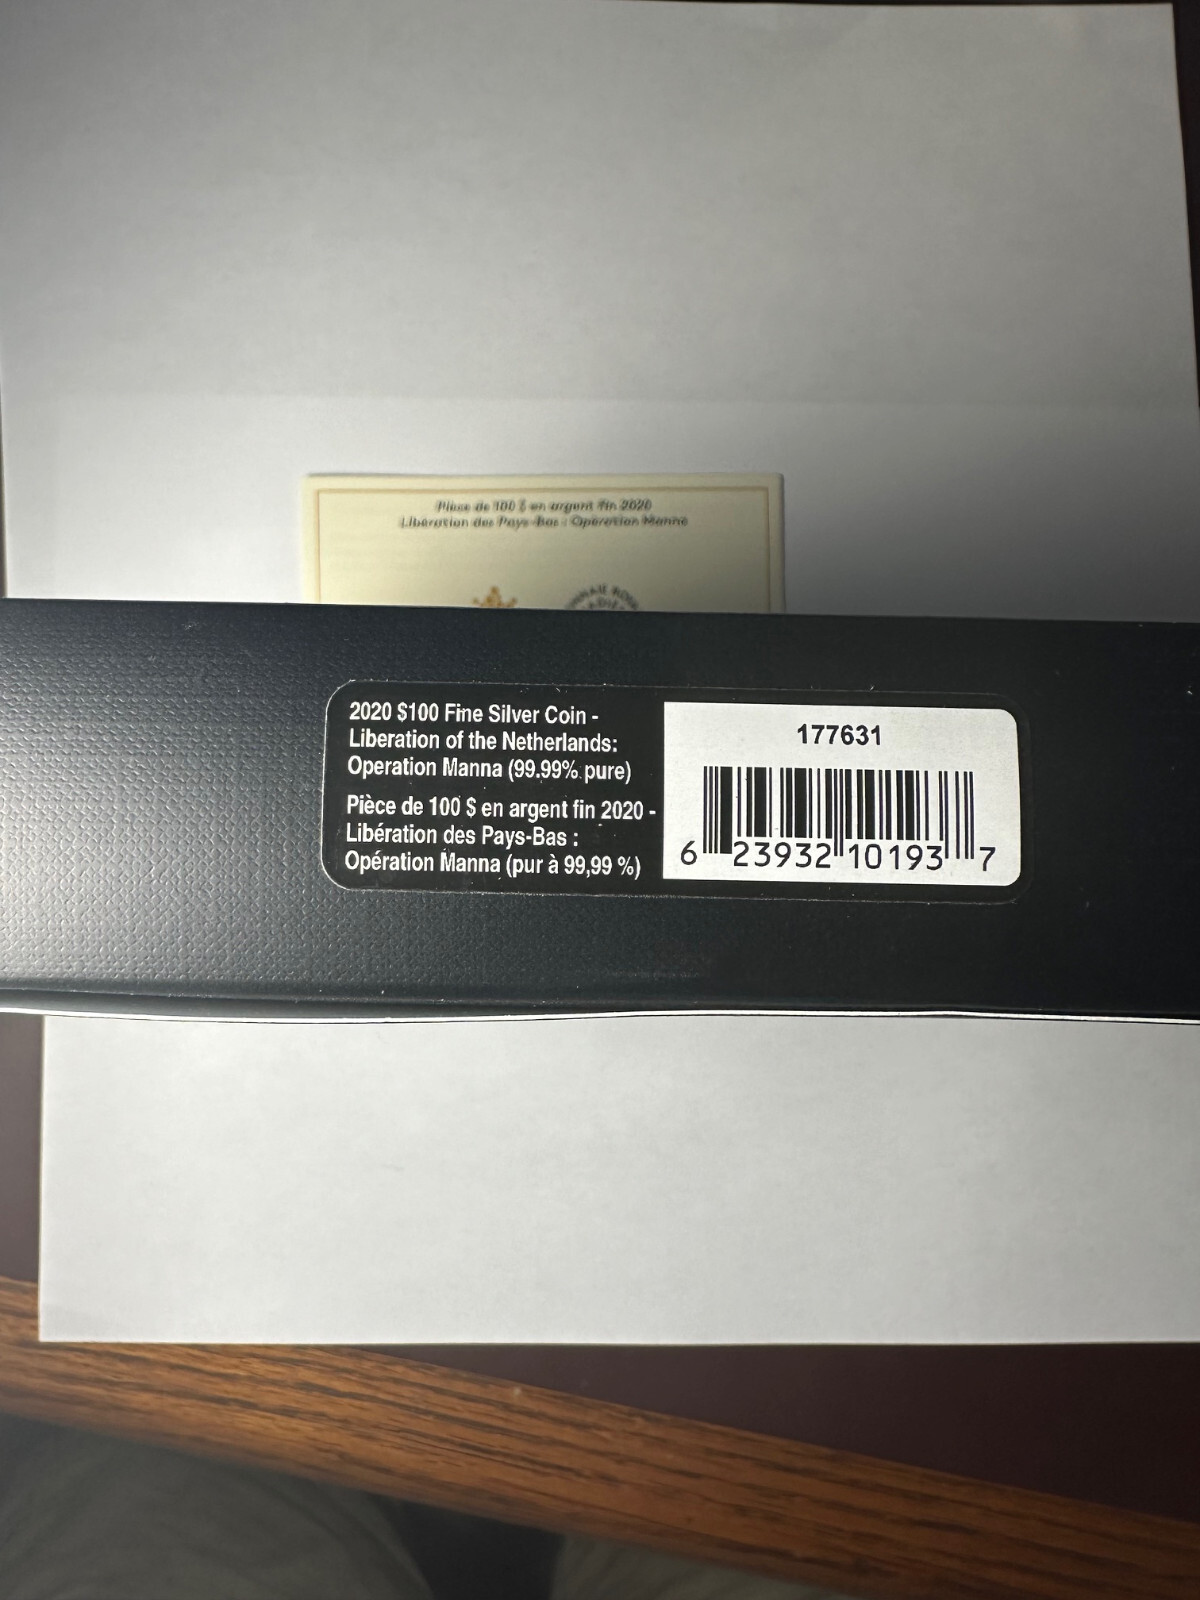 Pièce de 100 $ en argent fin 2020
Libération des Pays-Bas : Opération Manna
2020 $100 Fine Silver Coin -
Liberation of the Netherlands:
Operation Manna (99.99% pure)
Pièce de 100 $ en argent fin 2020 -
Libération des Pays-Bas :
Opération Manna (pur à 99,99 %)
177631
6 23932 10193 7